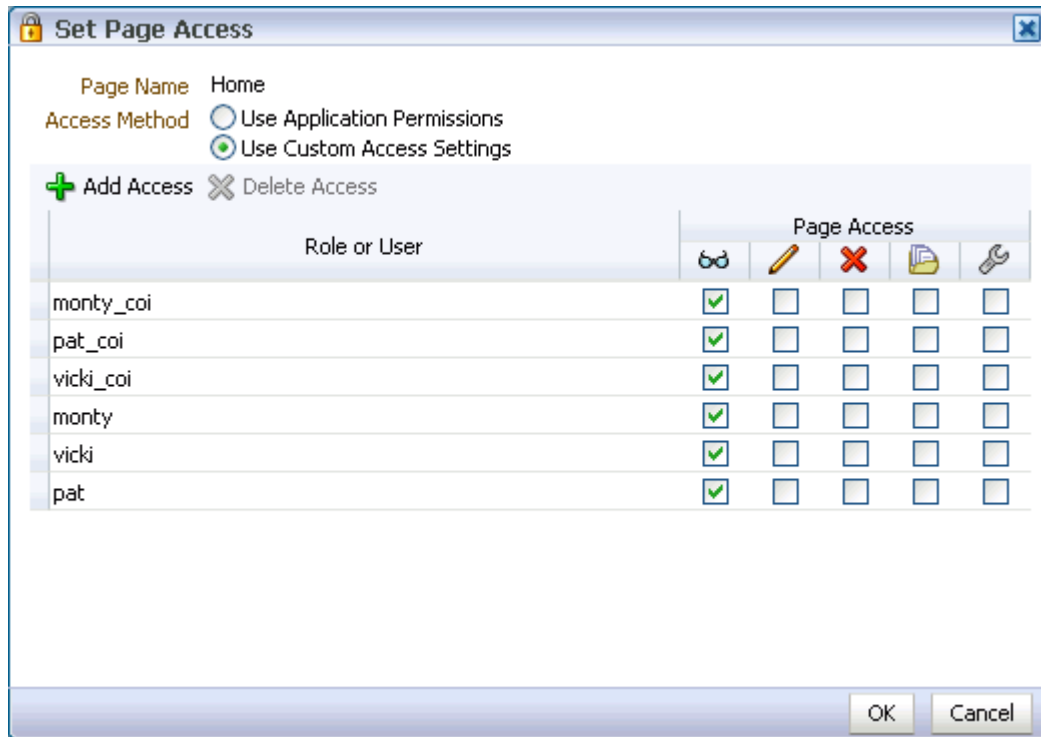 Set Page Access
Page Name Home
Access Method Use Application Permissions
Use Custom Access Settings
Add Access Delete Access
Role or User Page Access
monty_coi
pat_coi
vicki_coi
monty
vicki
pat
OK Cancel